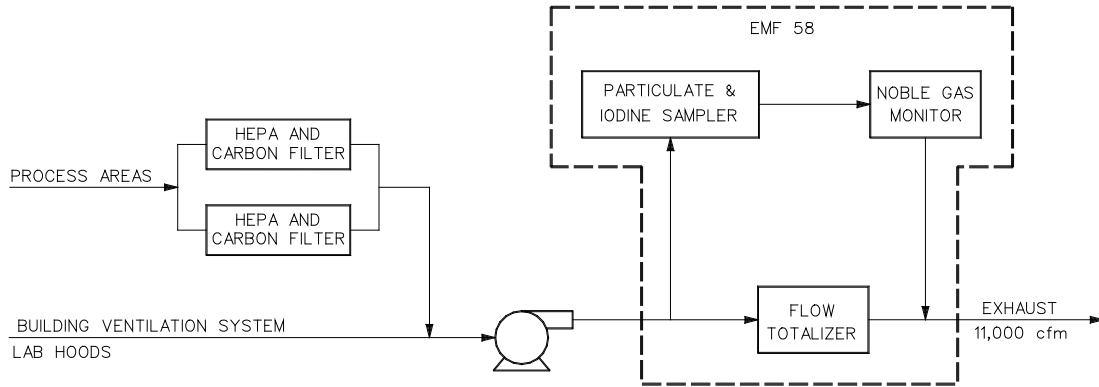 EMF 58
PARTICULATE &
IODINE SAMPLER
NOBLE GAS
MONITOR
HEPA AND
CARBON FILTER
PROCESS AREAS
HEPA AND
CARBON FILTER
BUILDING VENTILATION SYSTEM
LAB HOODS
FLOW
TOTALIZER
EXHAUST
11,000 cfm